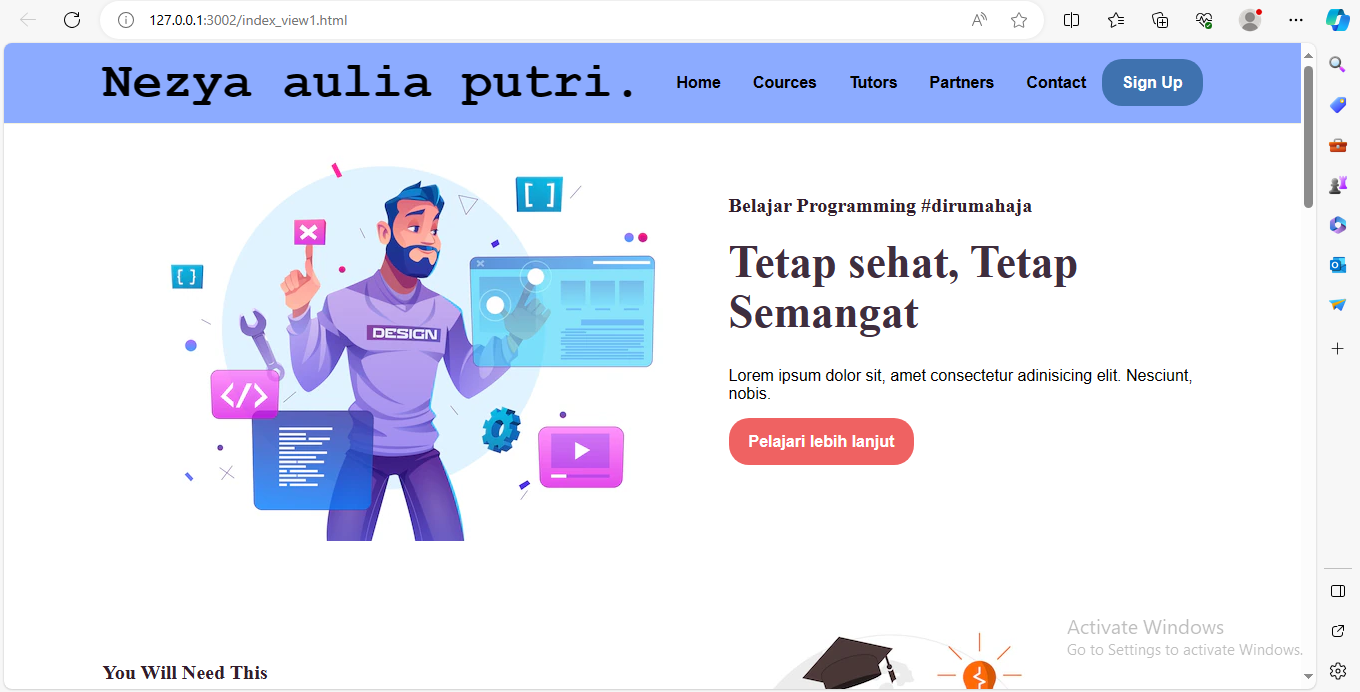 127.0.0.1:3002/index_view1.html
Nezya aulia putri.
Home Cources Tutors Partners Contact Sign Up
Belajar Programming #dirumahaja
Tetap sehat, Tetap
Semangat
DESIGN
Lorem ipsum dolor sit, amet consectetur adinisicing elit. Nesciunt,
nobis.
Pelajari lebih lanjut
Activate Windows
Go to Settings to activate Windows.
You Will Need This